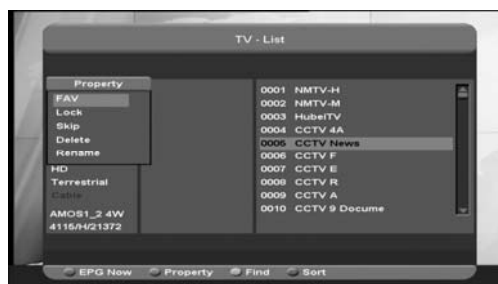 TV - List
Property
FAV
Lock
Skip
Delete
Rename
HD
Terrestrial
Cable
AMOS1_2 4W
4115/H/21372
0001 NMTV-H
0002 NMTV-M
0003 HubeiTV
0004 CCTV 4A
0005 CCTV News
0006 CCTV F
0007 CCTV E
0008 CCTV R
0009 CCTV A
0010 CCTV 9 Docume
EPG Now Property Find Sort